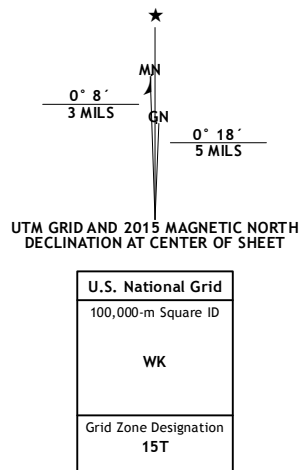 ★
MN
0° 8´
3 MILS
GN
0° 18´
5 MILS
UTM GRID AND 2015 MAGNETIC NORTH
DECLINATION AT CENTER OF SHEET
U.S. National Grid
100,000-m Square ID
WK
Grid Zone Designation
15T